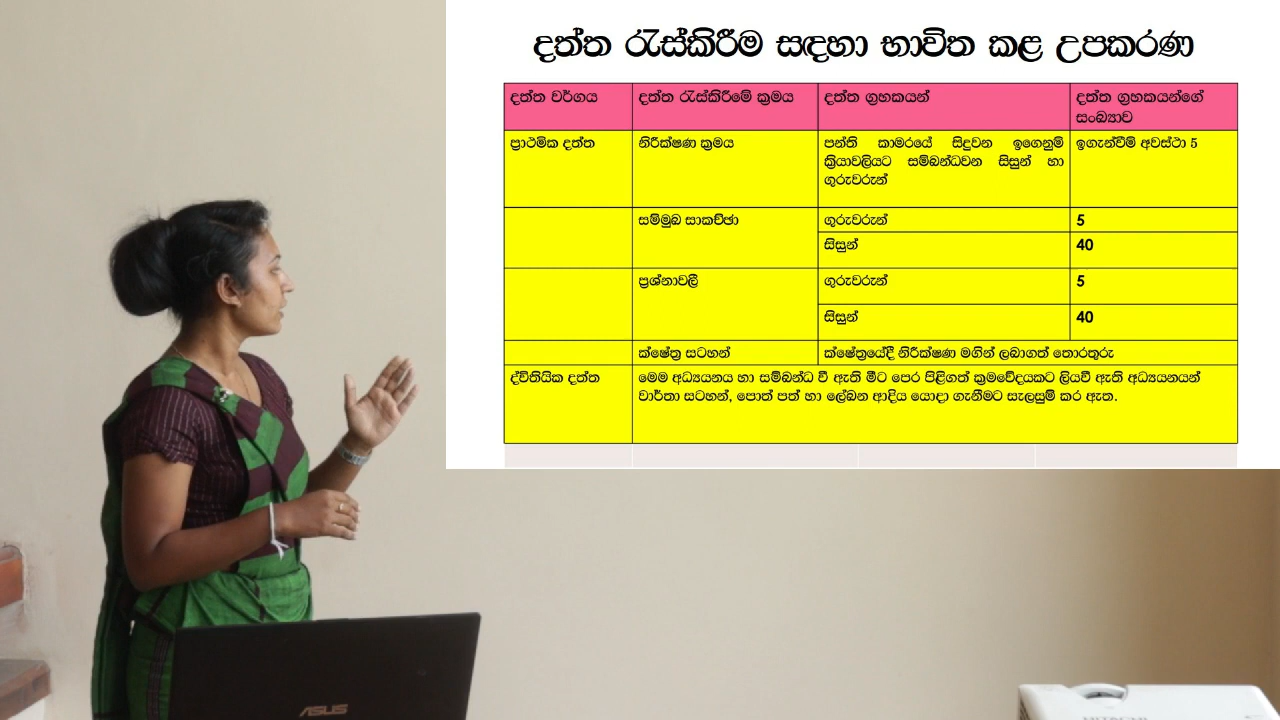 දත්ත රැස්කිරීම සඳහා භාවිත කළ උපකරණ
දත්ත වර්ගය
දත්ත රැස්කිරීමේ ක්‍රමය
දත්ත ග්‍රහකයන්
දත්ත ග්‍රහකයන්ගේ
සංඛ්‍යාව
ප්‍රාථමික දත්ත
නිරීක්ෂණ ක්‍රමය
පන්ති කාමරයේ සිදුවන ඉගෙනුම්
ක්‍රියාවලියට සම්බන්ධවන සිසුන් හා
ගුරුවරුන්
ඉගැන්වීම් අවස්ථා 5
සම්මුඛ සාකච්ඡා
ගුරුවරුන්
5
සිසුන්
40
ප්‍රශ්නාවලී
ගුරුවරුන්
5
සිසුන්
40
ක්ෂේත්‍ර සටහන්
ක්ෂේත්‍රයේදී නිරීක්ෂණ මගින් ලබාගත් තොරතුරු
ද්විතියික දත්ත
මෙම අධ්‍යයනය හා සම්බන්ධ වී ඇති මීට පෙර පිළිගත් ක්‍රමවේදයකට ලියවී ඇති අධ්‍යයනයන්
වාර්තා සටහන්, පොත් පත් හා ලේඛන ආදිය යොදා ගැනීමට සැලසුම් කර ඇත.
ASUS
HITACHI